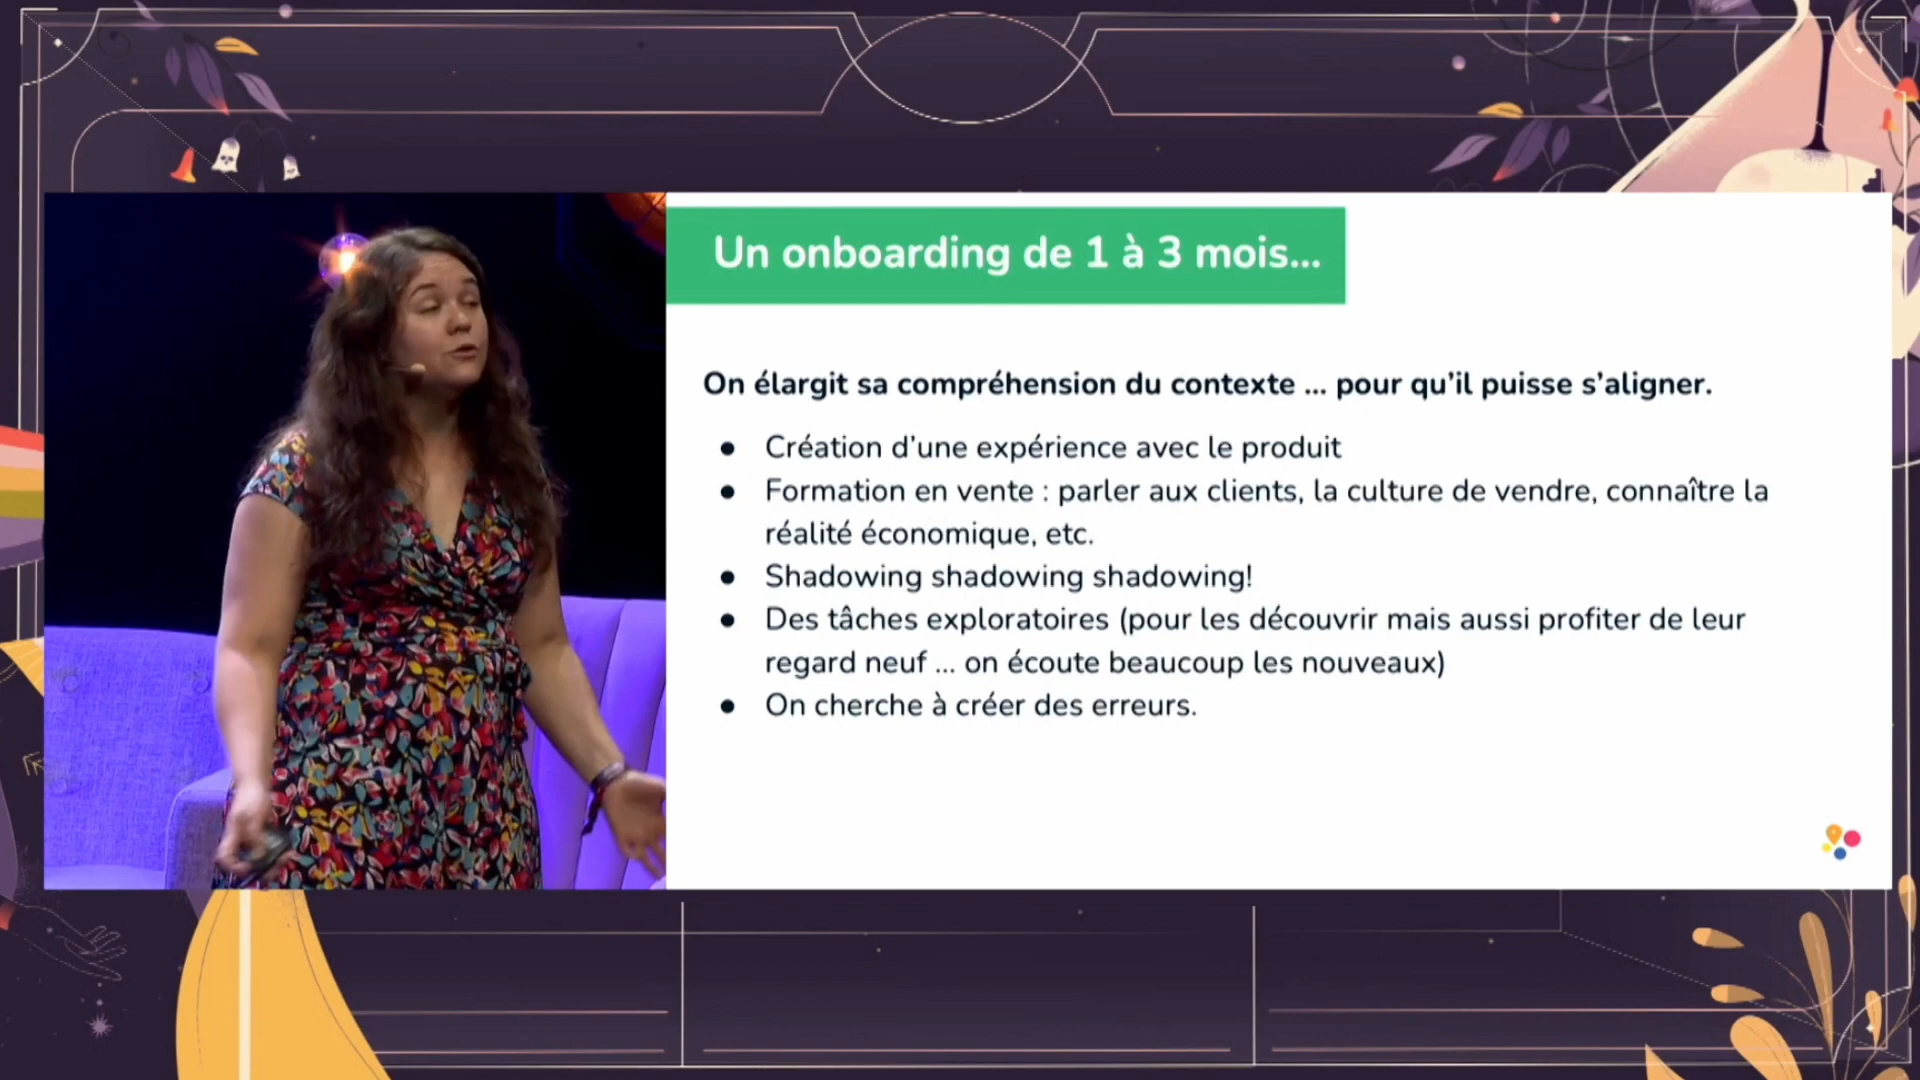 Un onboarding de 1 à 3 mois...
On élargit sa compréhension du contexte ... pour qu'il puisse s'aligner.
● Création d'une expérience avec le produit
● Formation en vente : parler aux clients, la culture de vendre, connaître la
réalité économique, etc.
● Shadowing shadowing shadowing!
● Des tâches exploratoires (pour les découvrir mais aussi profiter de leur
regard neuf ... on écoute beaucoup les nouveaux)
● On cherche à créer des erreurs.